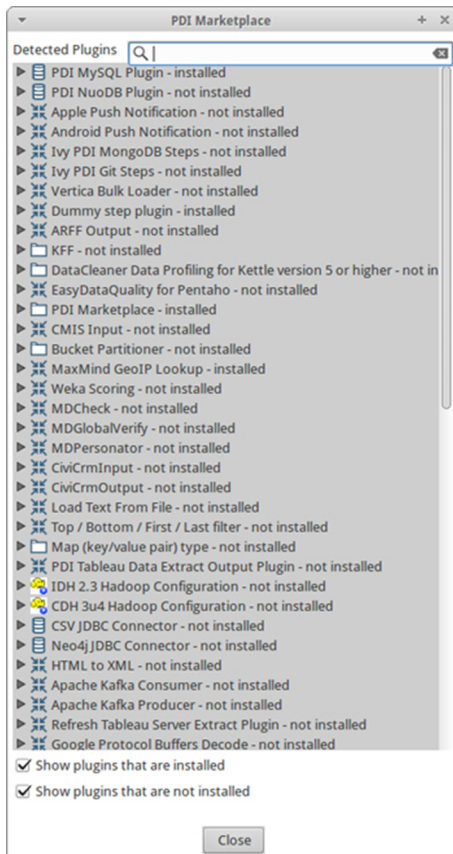 PDI Marketplace
Detected Plugins
PDI MySQL Plugin - installed
PDI NuoDB Plugin - not installed
Apple Push Notification - not installed
Android Push Notification - not installed
Ivy PDI MongoDB Steps - not installed
Ivy PDI Git Steps - not installed
Vertica Bulk Loader - not installed
Dummy step plugin - installed
ARFF Output - not installed
KFF - not installed
DataCleaner Data Profiling for Kettle version 5 or higher - not in
EasyDataQuality for Pentaho - not installed
PDI Marketplace - installed
CMIS Input - not installed
Bucket Partitioner - not installed
MaxMind GeoIP Lookup - installed
Weka Scoring - not installed
MDCheck - not installed
MDGlobalVerify - not installed
MDPersonator - not installed
CiviCrmInput - not installed
CiviCrmOutput - not installed
Load Text From File - not installed
Top / Bottom / First / Last filter - not installed
Map (key/value pair) type - not installed
PDI Tableau Data Extract Output Plugin - not installed
IDH 2.3 Hadoop Configuration - not installed
CDH 3u4 Hadoop Configuration - not installed
CSV JDBC Connector - not installed
Neo4j JDBC Connector - not installed
HTML to XML - not installed
Apache Kafka Consumer - not installed
Apache Kafka Producer - not installed
Refresh Tableau Server Extract Plugin - not installed
Google Protocol Buffers Decode - not installed
Show plugins that are installed
Show plugins that are not installed
Close